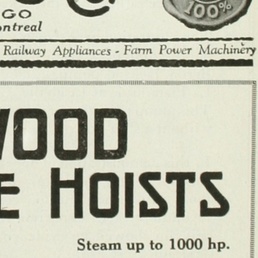 GO
ontreal
100%
Railway Appliances - Farm Power Machinery
WOOD
E HOISTS
Steam up to 1000 hp.